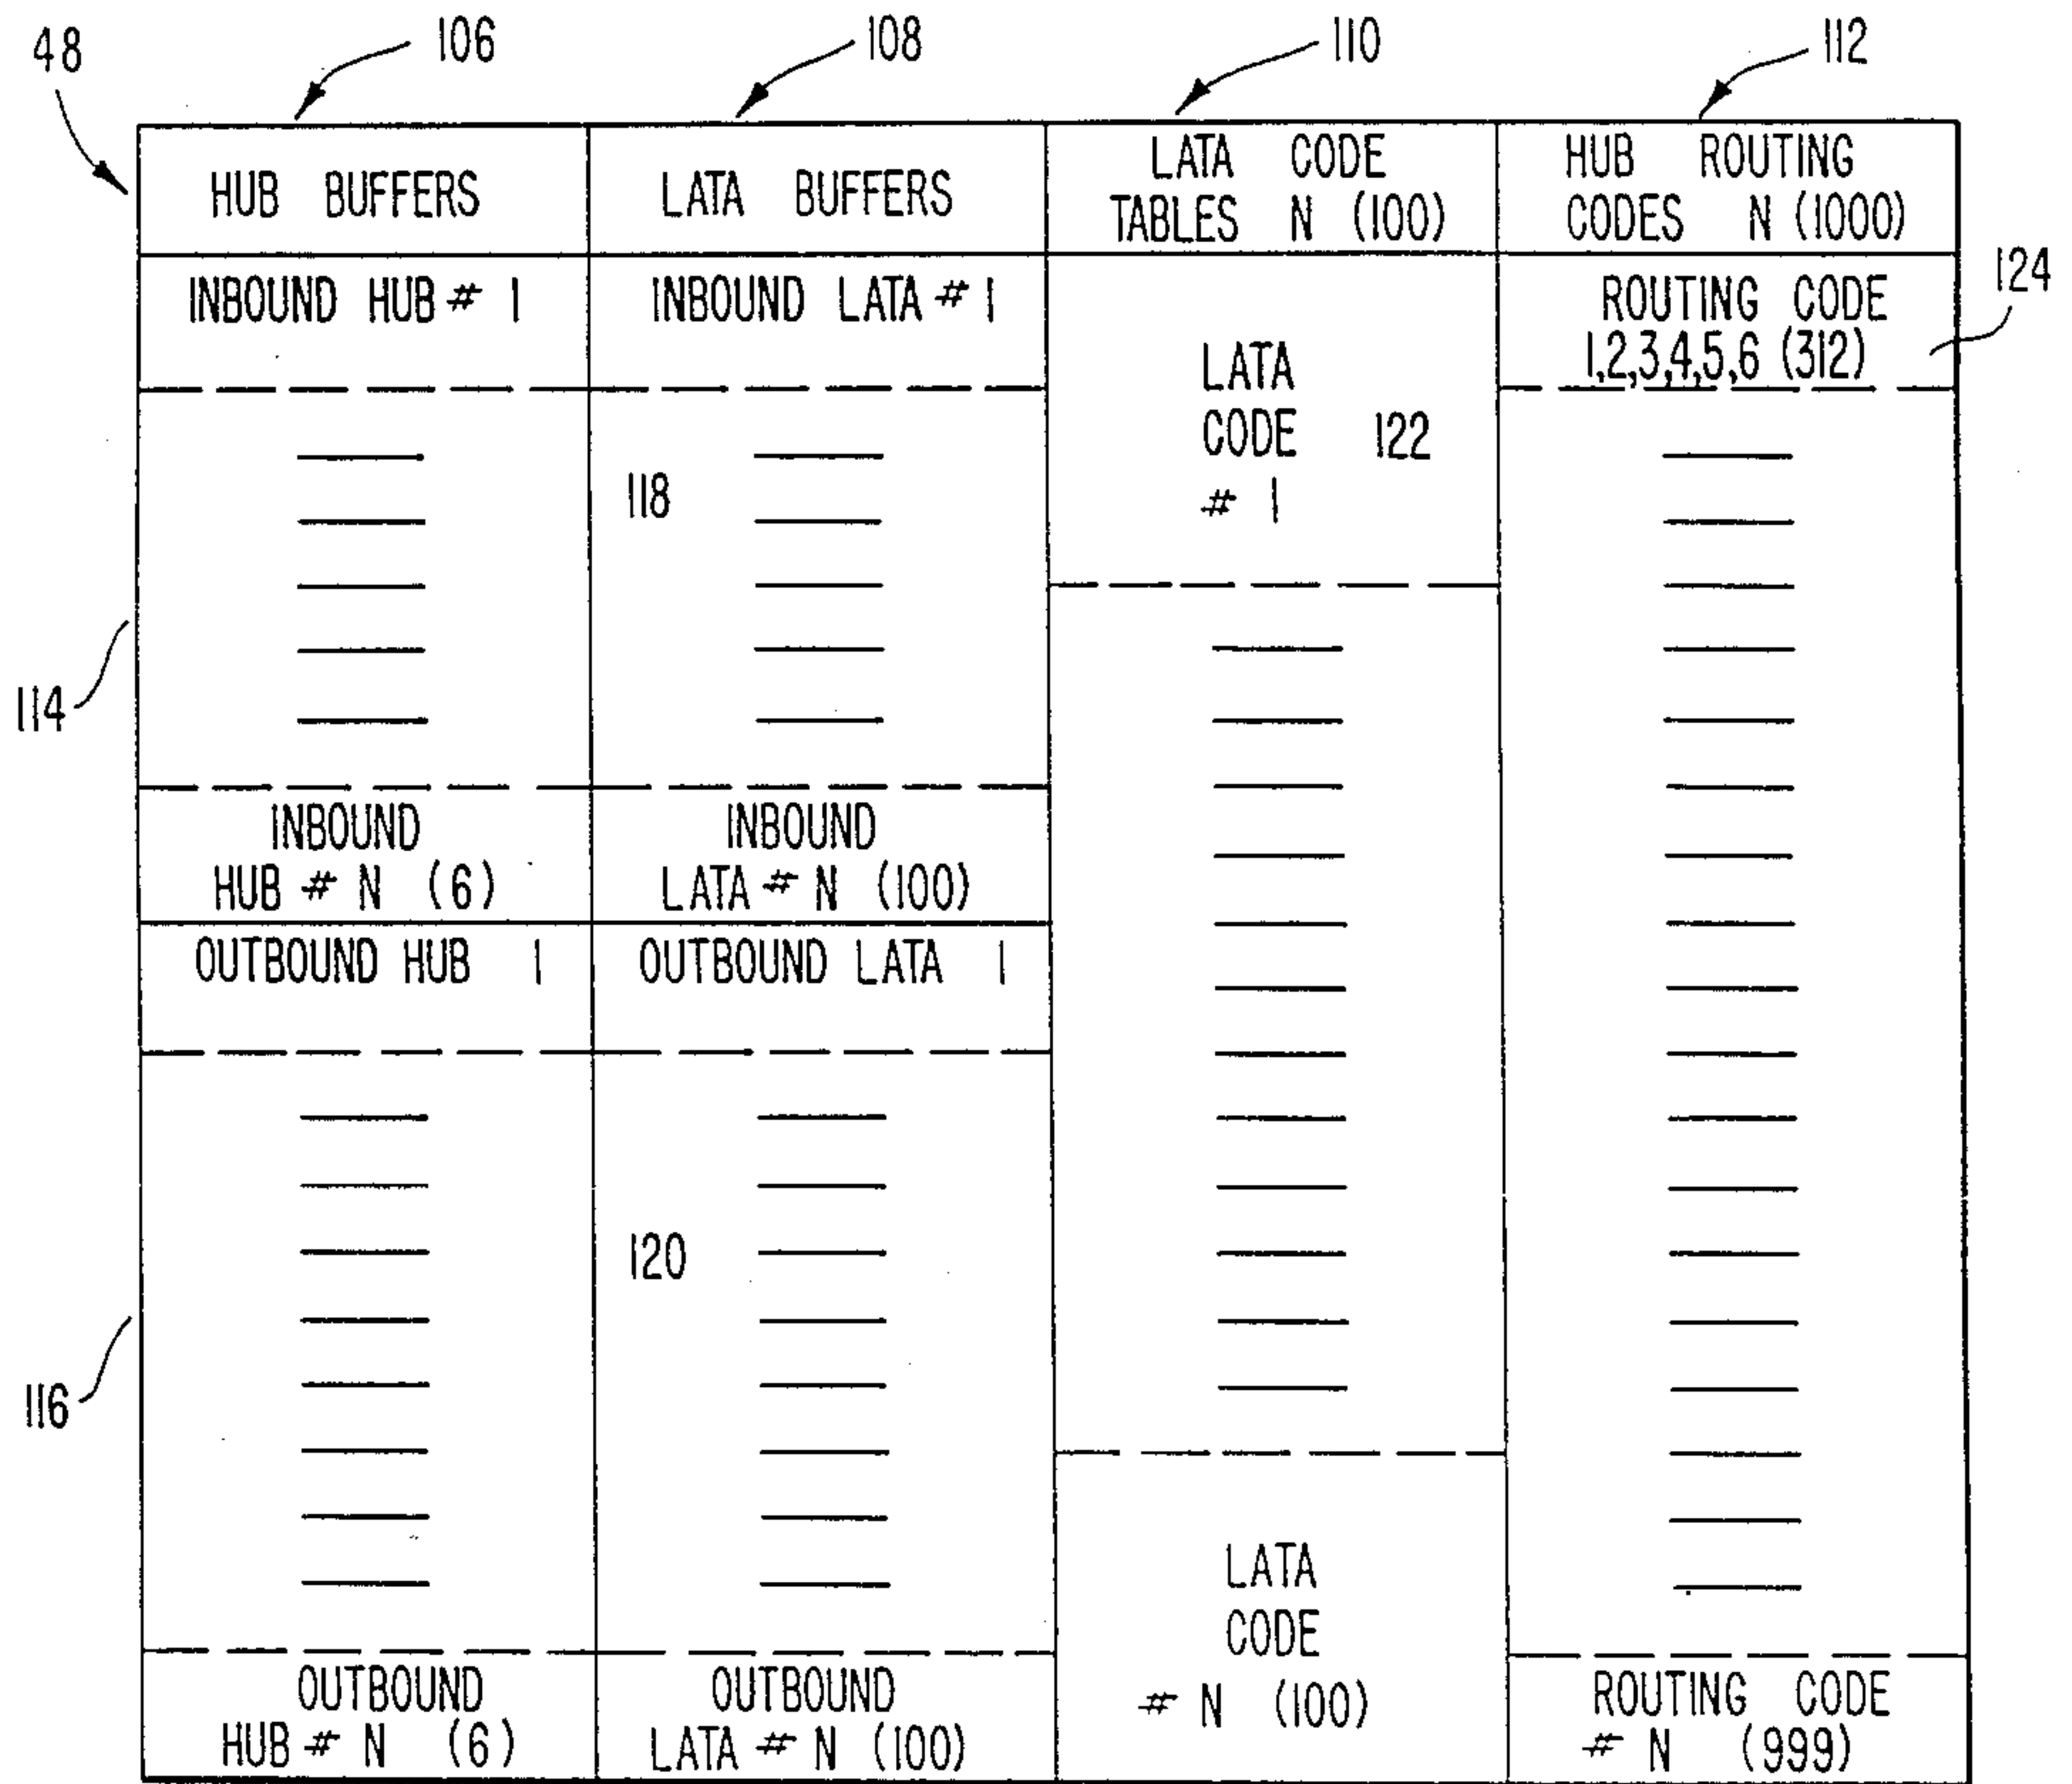 48
106
108
110
112
HUB BUFFERS
LATA BUFFERS
LATA CODE
TABLES N (100)
HUB ROUTING
CODES N (1000)
INBOUND HUB # 1
INBOUND LATA # 1
LATA
CODE 122
# 1
ROUTING CODE
1,2,3,4,5,6 (312)
124
118
114
INBOUND
HUB # N (6)
INBOUND
LATA # N (100)
OUTBOUND HUB 1
OUTBOUND LATA 1
120
116
OUTBOUND
HUB # N (6)
OUTBOUND
LATA # N (100)
LATA
CODE
# N (100)
ROUTING CODE
# N (999)